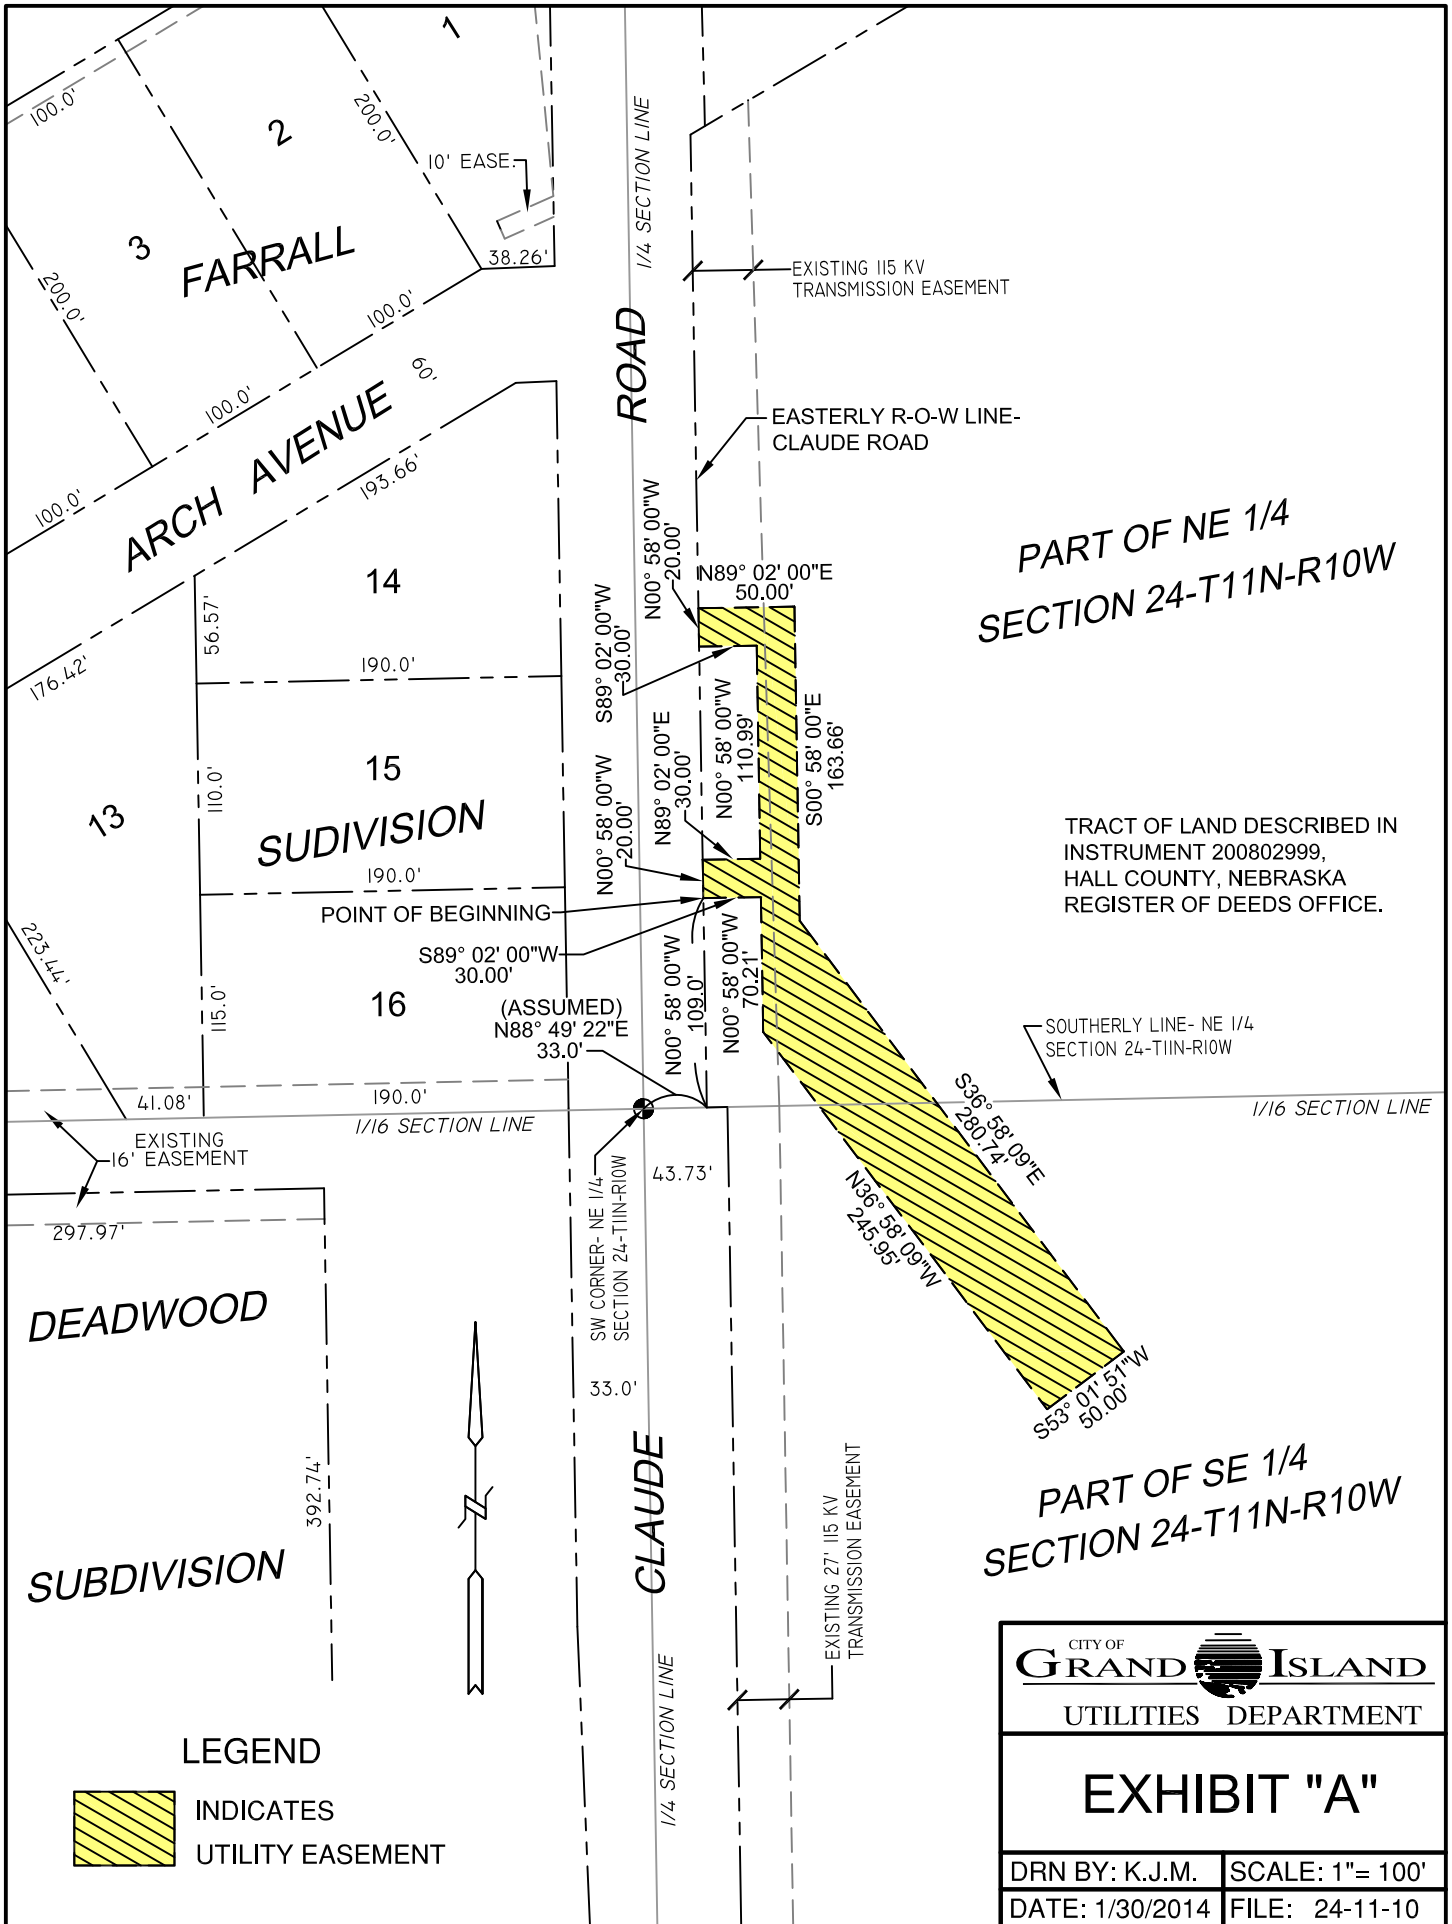 1
100.0'
2
200.0'
10' EASE.
1/4 SECTION LINE
3
FARRALL
38.26'
EXISTING 115 KV
TRANSMISSION EASEMENT
200.0'
100.0'
ROAD
60'
100.0'
ARCH AVENUE
EASTERLY R-O-W LINE-
CLAUDE ROAD
193.66'
100.0'
PART OF NE 1/4
SECTION 24-T11N-R10W
N00° 58' 00"W
20.00'
N89° 02' 00"E
50.00'
14
56.57'
S89° 02' 00"W
30.00'
176.42'
190.0'
N00° 58' 00"W
110.99'
S00° 58' 00"E
163.66'
N89° 02' 00"E
30.00'
15
110.0'
N00° 58' 00"W
20.00'
13
SUDIVISION
TRACT OF LAND DESCRIBED IN
INSTRUMENT 200802999,
HALL COUNTY, NEBRASKA
REGISTER OF DEEDS OFFICE.
190.0'
POINT OF BEGINNING
223.44'
S89° 02' 00"W
30.00'
N00° 58' 00"W
109.0'
N00° 58' 00"W
70.21'
16
115.0'
(ASSUMED)
N88° 49' 22"E
33.0'
SOUTHERLY LINE- NE 1/4
SECTION 24-T11N-R10W
41.08'
190.0'
1/16 SECTION LINE
1/16 SECTION LINE
S36° 58' 09"E
280.74'
EXISTING
16' EASEMENT
SW CORNER- NE 1/4
SECTION 24-T11N-R10W
43.73'
N36° 58' 09"W
245.95'
297.97'
DEADWOOD
33.0'
S53° 01' 51"W
50.00'
392.74'
CLAUDE
EXISTING 27' 115 KV
TRANSMISSION EASEMENT
PART OF SE 1/4
SECTION 24-T11N-R10W
SUBDIVISION
1/4 SECTION LINE
LEGEND
INDICATES
UTILITY EASEMENT
CITY OF
GRAND ISLAND
UTILITIES DEPARTMENT
EXHIBIT "A"
DRN BY: K.J.M.
SCALE: 1"= 100'
DATE: 1/30/2014
FILE: 24-11-10